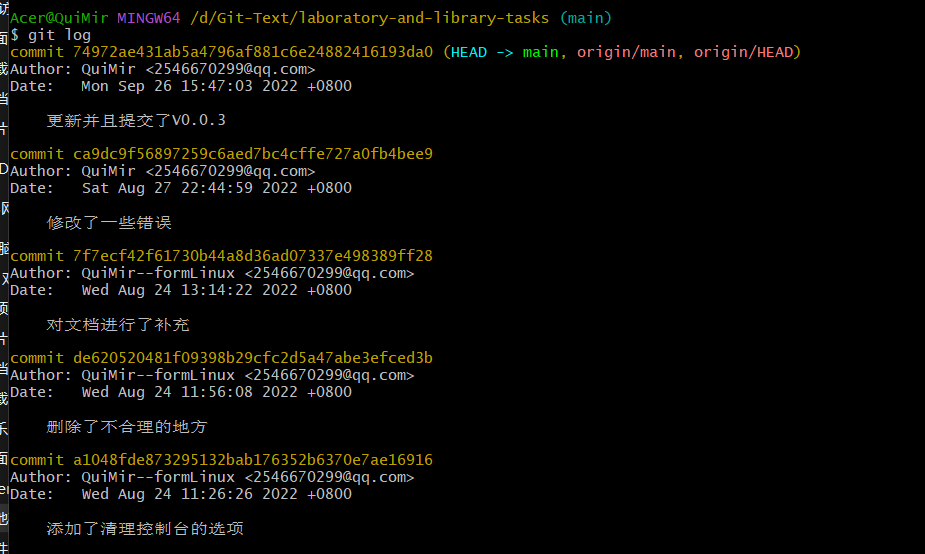 Acer@QuiMir MINGW64 /d/Git-Text/laboratory-and-library-tasks (main)
$ git log
commit 74972ae431ab5a4796af881c6e24882416193da0 (HEAD -> main, origin/main, origin/HEAD)
Author: QuiMir <2546670299@qq.com>
Date:   Mon Sep 26 15:47:03 2022 +0800
更新并且提交了V0.0.3
commit ca9dc9f56897259c6aed7bc4cffe727a0fb4bee9
Author: QuiMir <2546670299@qq.com>
Date:   Sat Aug 27 22:44:59 2022 +0800
修改了一些错误
commit 7f7ecf42f61730b44a8d36ad07337e498389ff28
Author: QuiMir--formLinux <2546670299@qq.com>
Date:   Wed Aug 24 13:14:22 2022 +0800
对文档进行了补充
commit de620520481f09398b29cfc2d5a47abe3efced3b
Author: QuiMir--formLinux <2546670299@qq.com>
Date:   Wed Aug 24 11:56:08 2022 +0800
删除了不合理的地方
commit a1048fde873295132bab176352b6370e7ae16916
Author: QuiMir--formLinux <2546670299@qq.com>
Date:   Wed Aug 24 11:26:26 2022 +0800
添加了清理控制台的选项